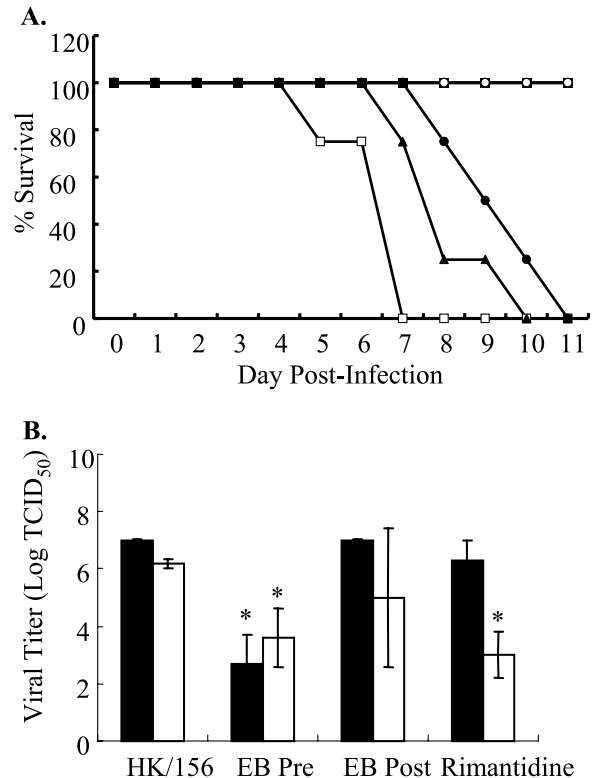 A.
120
100
80
60
40
20
0
% Survival
0 1 2 3 4 5 6 7 8 9 10 11
Day Post-Infection
B.
10
8
6
4
2
0
Viral Titer (Log TCID50)
* * *
HK/156 EB Pre EB Post Rimantidine